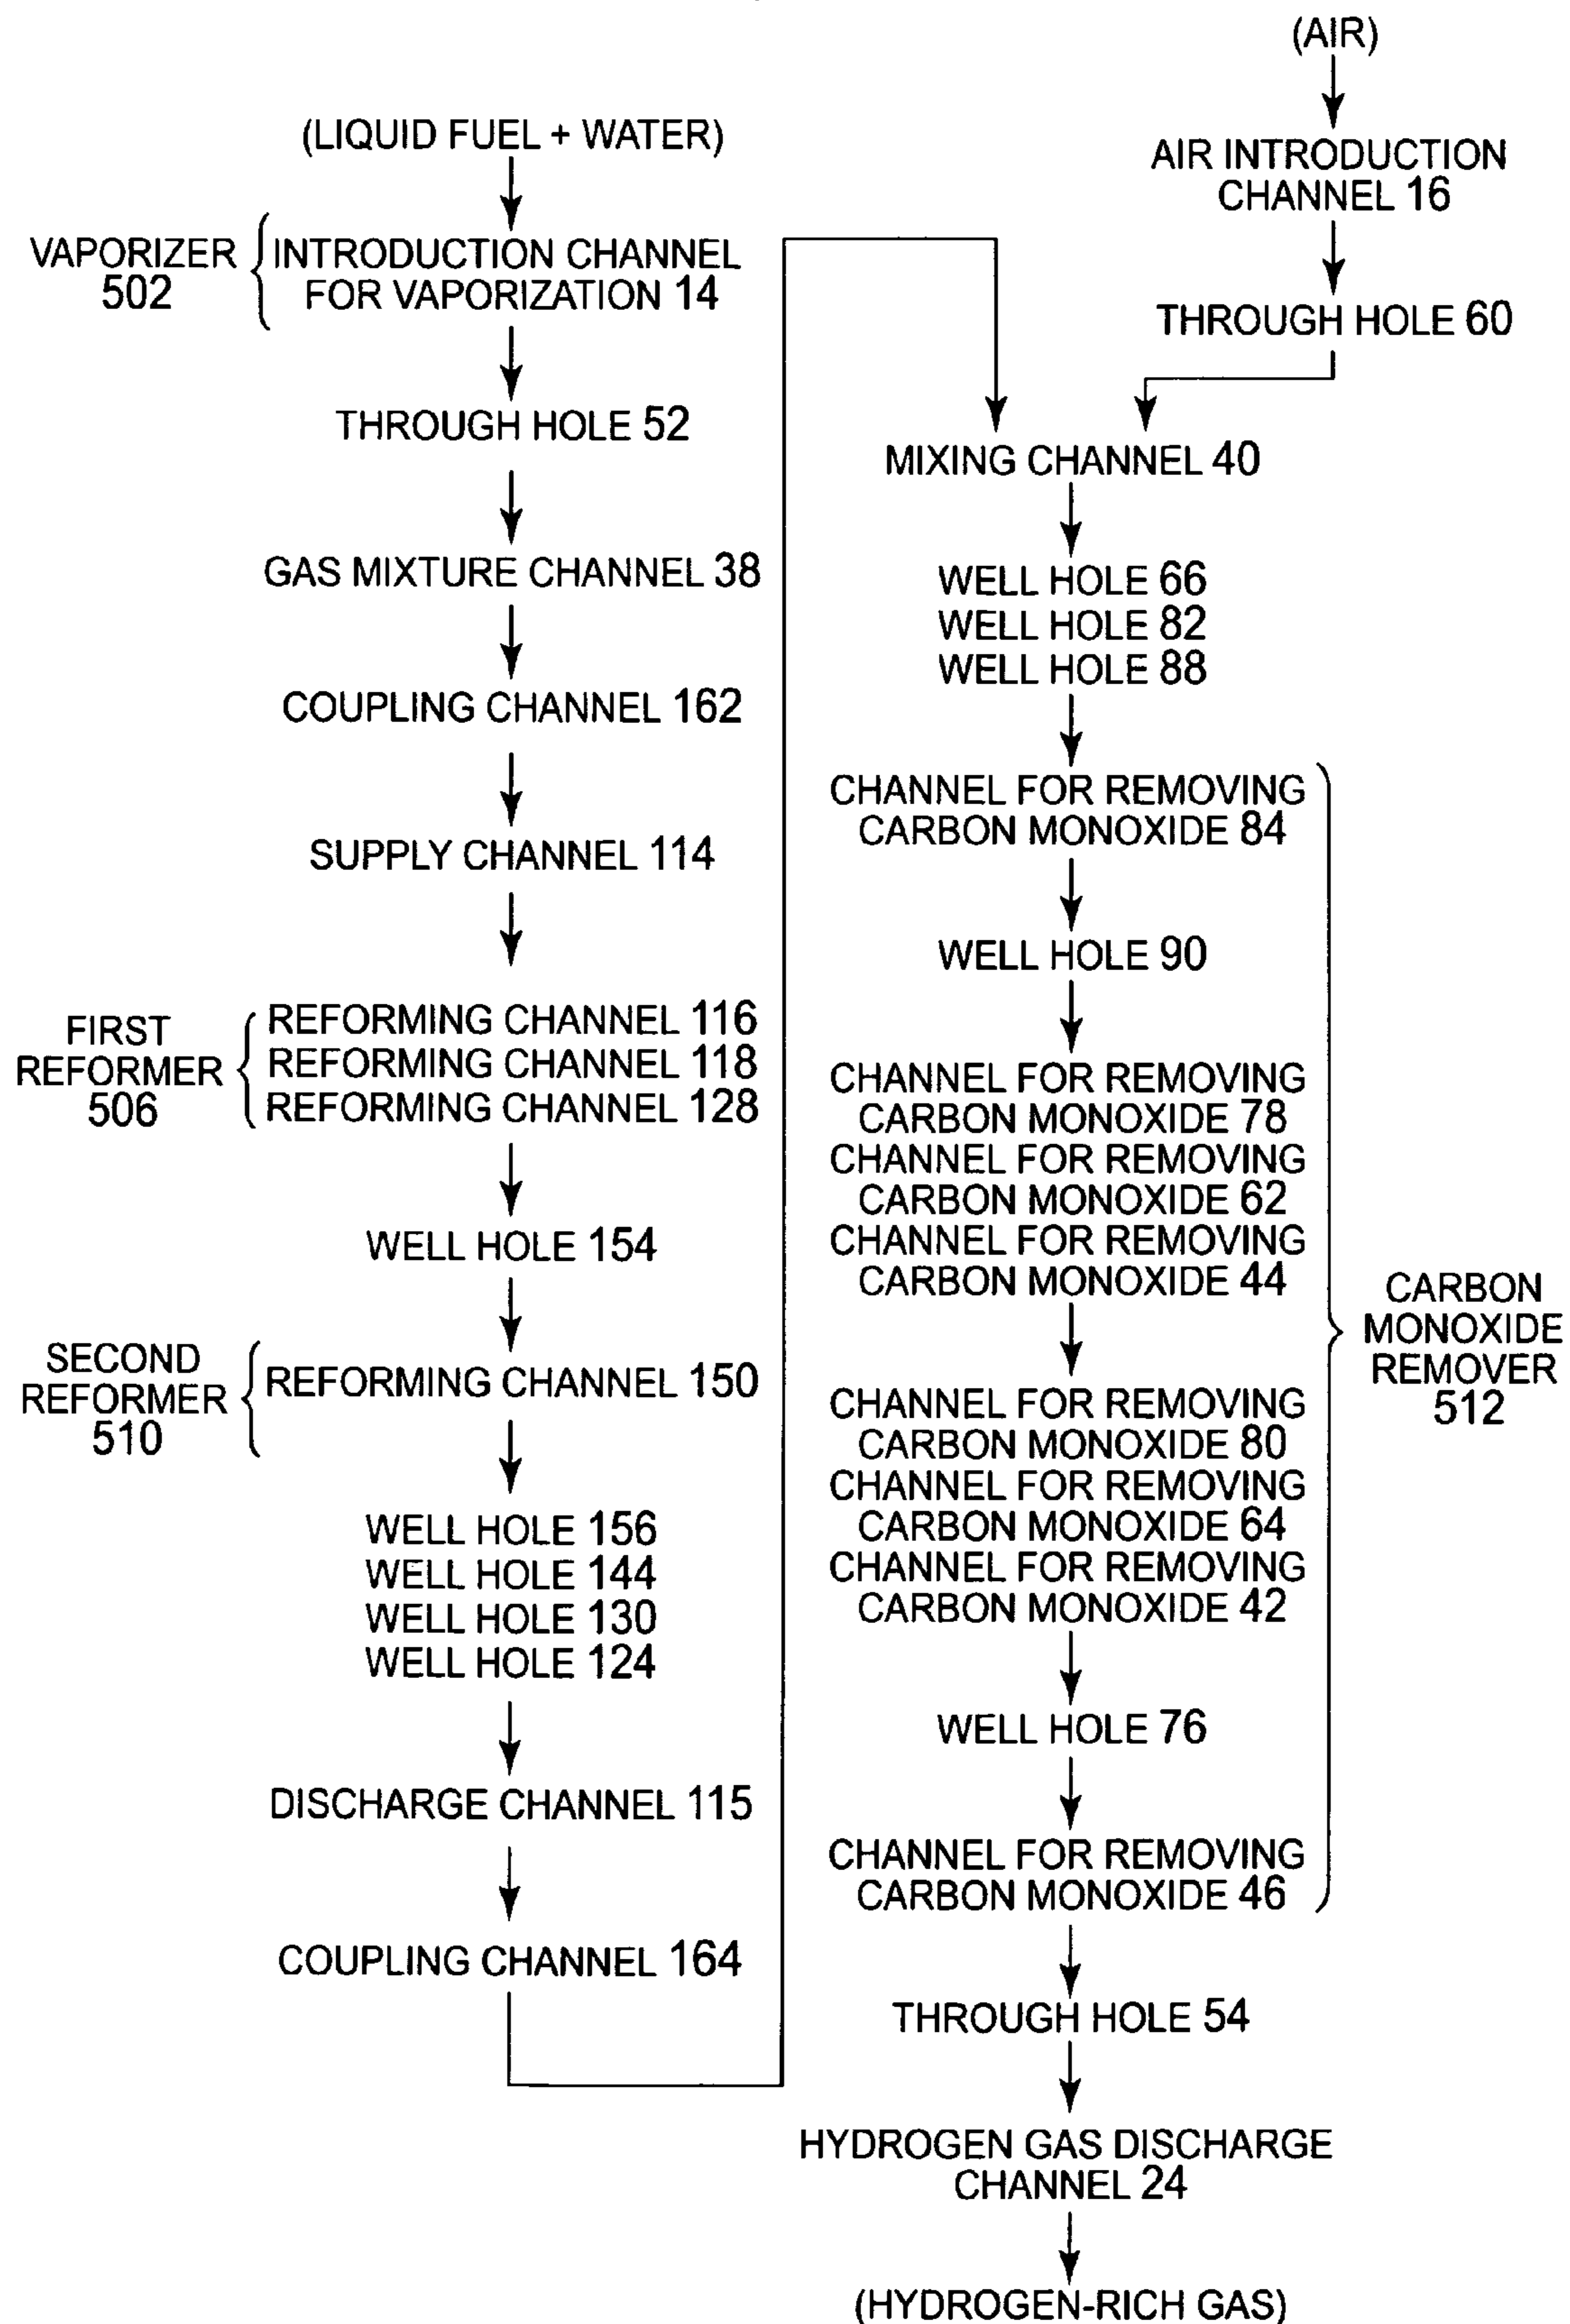 (LIQUID FUEL + WATER)
VAPORIZER
502
INTRODUCTION CHANNEL
FOR VAPORIZATION 14
THROUGH HOLE 52
GAS MIXTURE CHANNEL 38
COUPLING CHANNEL 162
SUPPLY CHANNEL 114
FIRST
REFORMER
506
REFORMING CHANNEL 116
REFORMING CHANNEL 118
REFORMING CHANNEL 128
WELL HOLE 154
SECOND
REFORMER
510
REFORMING CHANNEL 150
WELL HOLE 156
WELL HOLE 144
WELL HOLE 130
WELL HOLE 124
DISCHARGE CHANNEL 115
COUPLING CHANNEL 164
(AIR)
AIR INTRODUCTION
CHANNEL 16
THROUGH HOLE 60
MIXING CHANNEL 40
WELL HOLE 66
WELL HOLE 82
WELL HOLE 88
CHANNEL FOR REMOVING
CARBON MONOXIDE 84
WELL HOLE 90
CHANNEL FOR REMOVING
CARBON MONOXIDE 78
CHANNEL FOR REMOVING
CARBON MONOXIDE 62
CHANNEL FOR REMOVING
CARBON MONOXIDE 44
CHANNEL FOR REMOVING
CARBON MONOXIDE 80
CHANNEL FOR REMOVING
CARBON MONOXIDE 64
CHANNEL FOR REMOVING
CARBON MONOXIDE 42
WELL HOLE 76
CHANNEL FOR REMOVING
CARBON MONOXIDE 46
CARBON
MONOXIDE
REMOVER
512
THROUGH HOLE 54
HYDROGEN GAS DISCHARGE
CHANNEL 24
(HYDROGEN-RICH GAS)